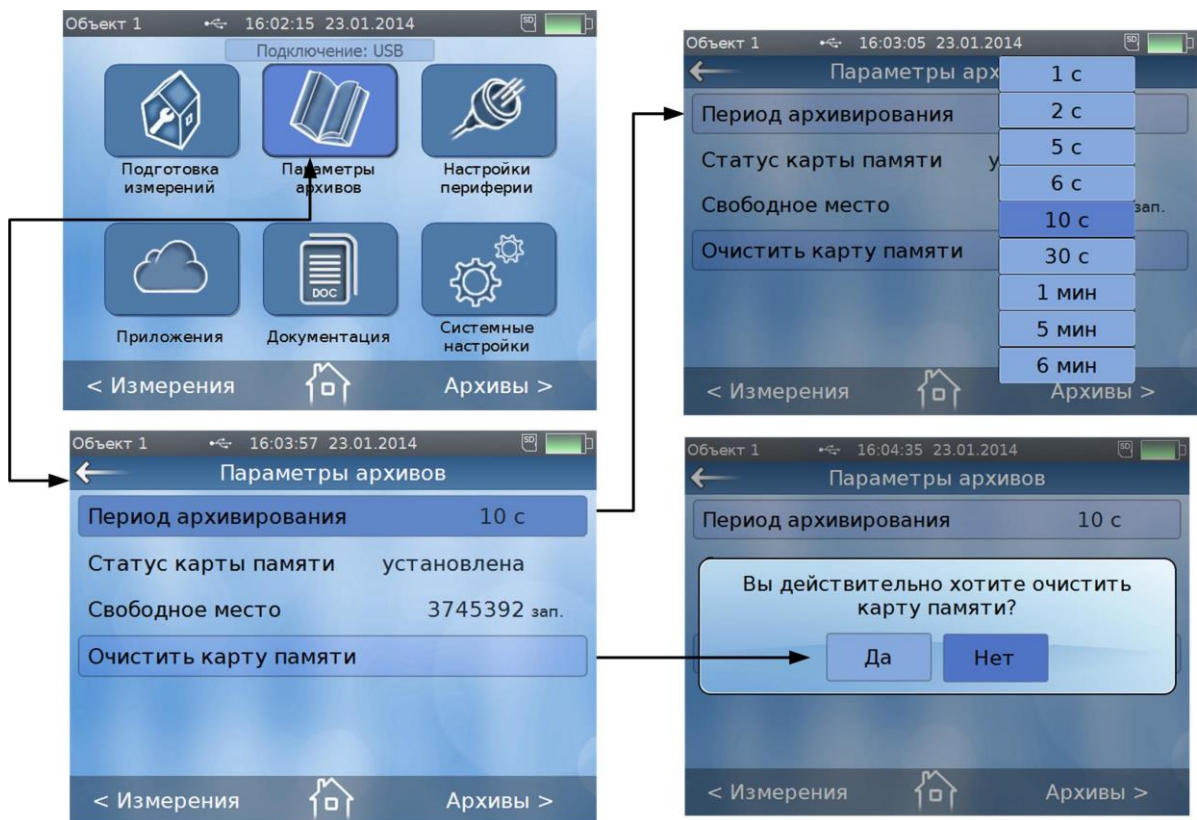 Объект 1 16:02:15 23.01.2014 SD
Подключение: USB
Подготовка
измерений
Параметры
архивов
Настройки
периферии
DOC
Приложения
Документация
Системные
настройки
< Измерения Архивы >
Объект 1 16:03:05 23.01.2014 SD
Параметры арх
Период архивирования
Статус карты памяти у
Свободное место зап.
Очистить карту памяти
1 с
2 с
5 с
6 с
10 с
30 с
1 мин
5 мин
6 мин
< Измерения Архивы >
Объект 1 16:03:57 23.01.2014 SD
Параметры архивов
Период архивирования 10 с
Статус карты памяти установлена
Свободное место 3745392 зап.
Очистить карту памяти
< Измерения Архивы >
Объект 1 16:04:35 23.01.2014 SD
Параметры архивов
Период архивирования 10 с
Вы действительно хотите очистить
карту памяти?
Да Нет
< Измерения Архивы >